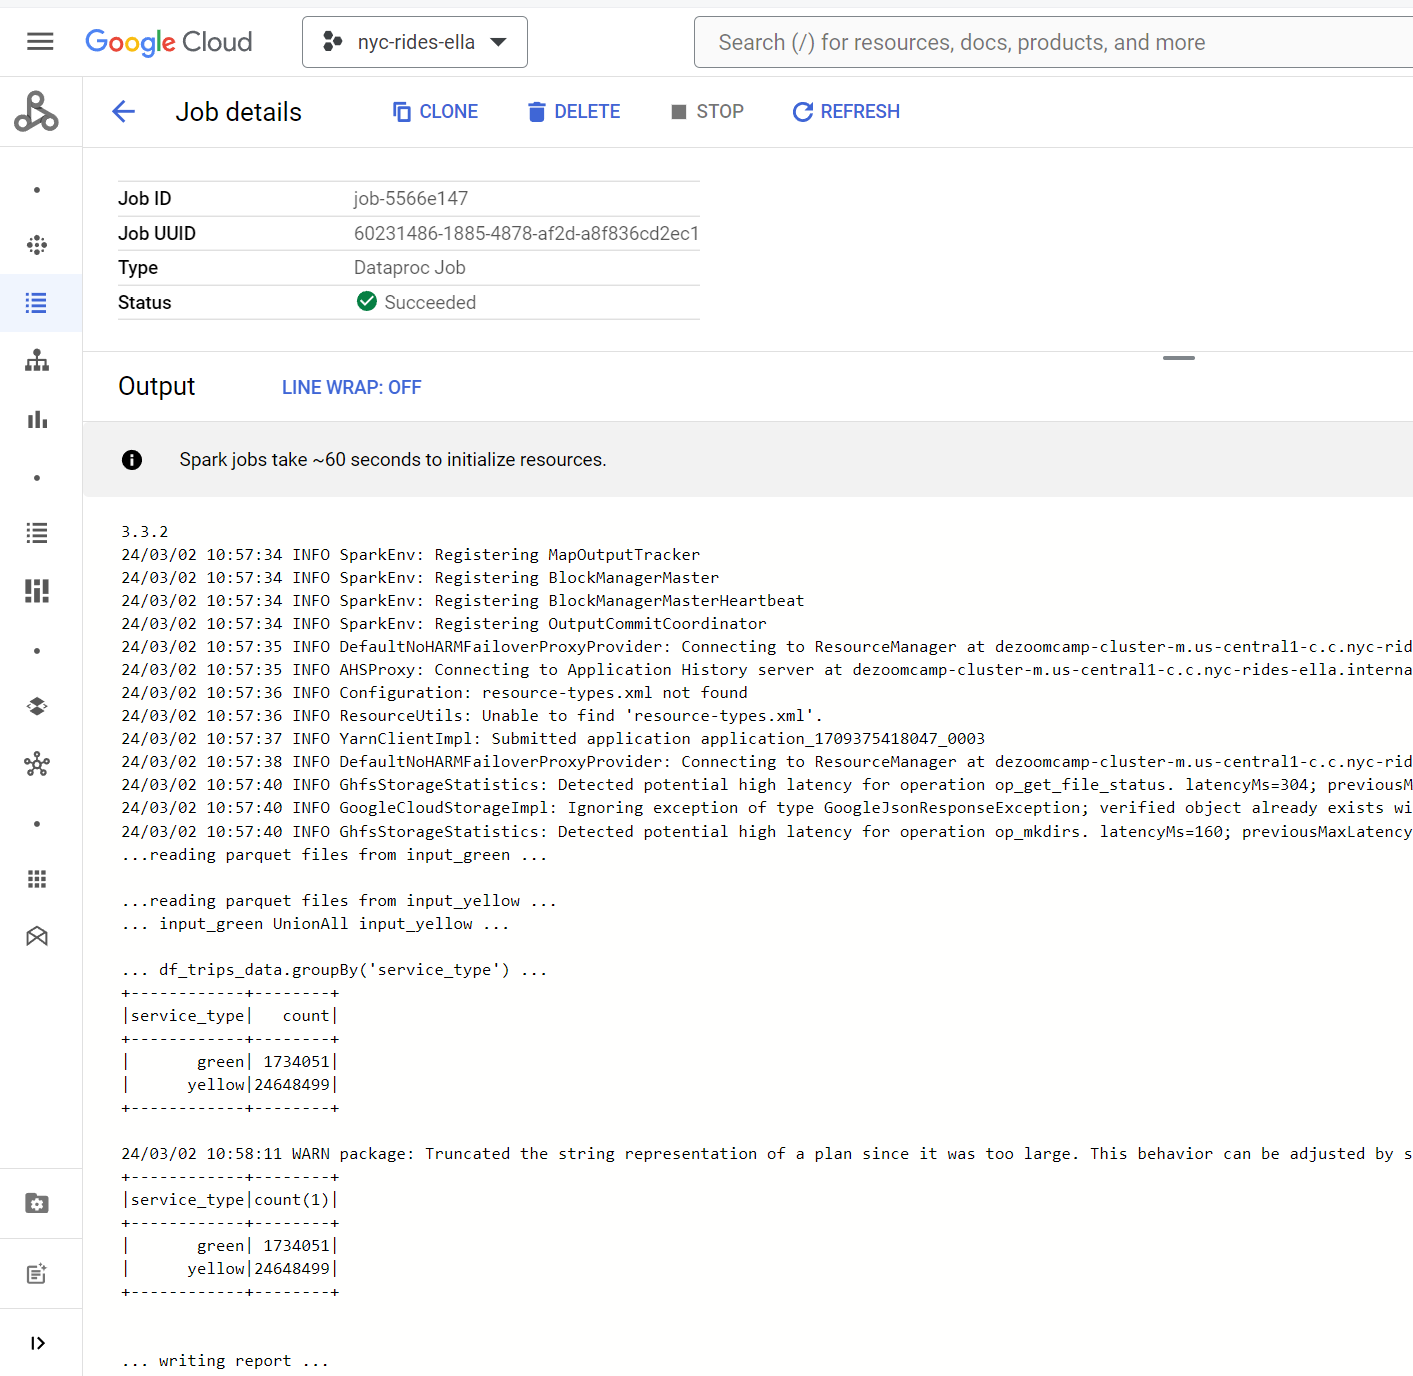 Google Cloud
nyc-rides-ella
Search (/) for resources, docs, products, and more
Job details
CLONE
DELETE
STOP
REFRESH
Job ID job-5566e147
Job UUID 60231486-1885-4878-af2d-a8f836cd2ec1
Type Dataproc Job
Status Succeeded
Output
LINE WRAP: OFF
Spark jobs take ~60 seconds to initialize resources.
3.3.2
24/03/02 10:57:34 INFO SparkEnv: Registering MapOutputTracker
24/03/02 10:57:34 INFO SparkEnv: Registering BlockManagerMaster
24/03/02 10:57:34 INFO SparkEnv: Registering BlockManagerMasterHeartbeat
24/03/02 10:57:34 INFO SparkEnv: Registering OutputCommitCoordinator
24/03/02 10:57:35 INFO DefaultNoHARMFailoverProxyProvider: Connecting to ResourceManager at dezoomcamp-cluster-m.us-central1-c.c.nyc-rid
24/03/02 10:57:35 INFO AHSProxy: Connecting to Application History server at dezoomcamp-cluster-m.us-central1-c.c.nyc-rides-ella.interna
24/03/02 10:57:36 INFO Configuration: resource-types.xml not found
24/03/02 10:57:36 INFO ResourceUtils: Unable to find 'resource-types.xml'.
24/03/02 10:57:37 INFO YarnClientImpl: Submitted application application_1709375418047_0003
24/03/02 10:57:38 INFO DefaultNoHARMFailoverProxyProvider: Connecting to ResourceManager at dezoomcamp-cluster-m.us-central1-c.c.nyc-rid
24/03/02 10:57:40 INFO GhfsStorageStatistics: Detected potential high latency for operation op_get_file_status. latencyMs=304; previousM
24/03/02 10:57:40 INFO GoogleCloudStorageImpl: Ignoring exception of type GoogleJsonResponseException; verified object already exists wi
24/03/02 10:57:40 INFO GhfsStorageStatistics: Detected potential high latency for operation op_mkdirs. latencyMs=160; previousMaxLatency
...reading parquet files from input_green ...
...reading parquet files from input_yellow ...
... input_green UnionAll input_yellow ...
... df_trips_data.groupBy('service_type') ...
+------------+--------+
|service_type|   count|
+------------+--------+
|       green| 1734051|
|      yellow|24648499|
+------------+--------+
24/03/02 10:58:11 WARN package: Truncated the string representation of a plan since it was too large. This behavior can be adjusted by s
+------------+--------+
|service_type|count(1)|
+------------+--------+
|       green| 1734051|
|      yellow|24648499|
+------------+--------+
... writing report ...